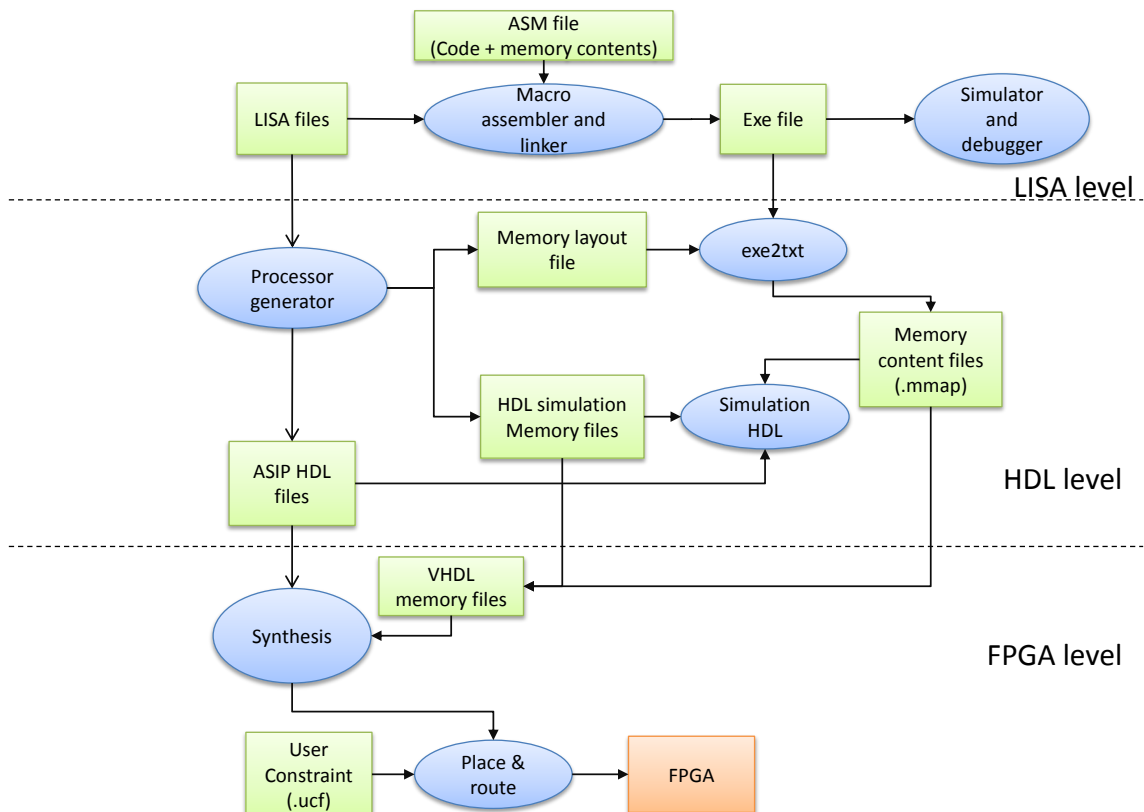 ASM file
(Code + memory contents)
LISA files
Macro
assembler and
linker
Exe file
Simulator
and
debugger
LISA level
Processor
generator
Memory layout
file
exe2txt
Memory
content files
(.mmap)
HDL simulation
Memory files
Simulation
HDL
ASIP HDL
files
HDL level
VHDL
memory files
Synthesis
FPGA level
User
Constraint
(.ucf)
Place &
route
FPGA